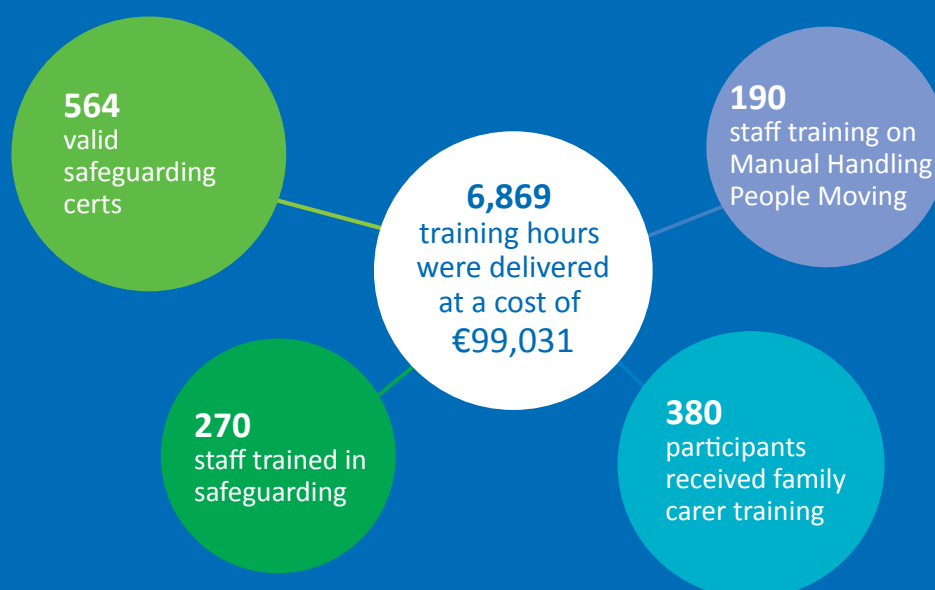 564
valid
safeguarding
certs
190
staff training on
Manual Handling
People Moving
6,869
training hours
were delivered
at a cost of
€99,031
270
staff trained in
safeguarding
380
participants
received family
carer training